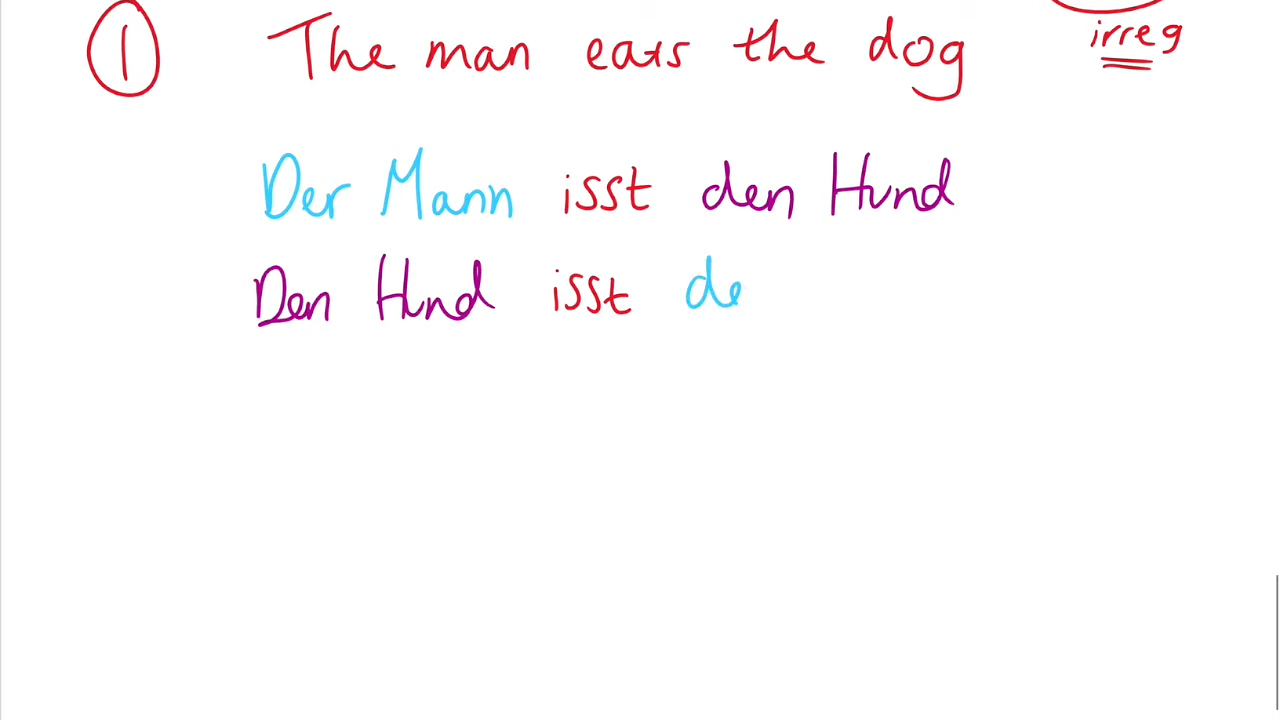 ① The man eats the dog irreg
Der Mann isst den Hund
Den Hund isst de